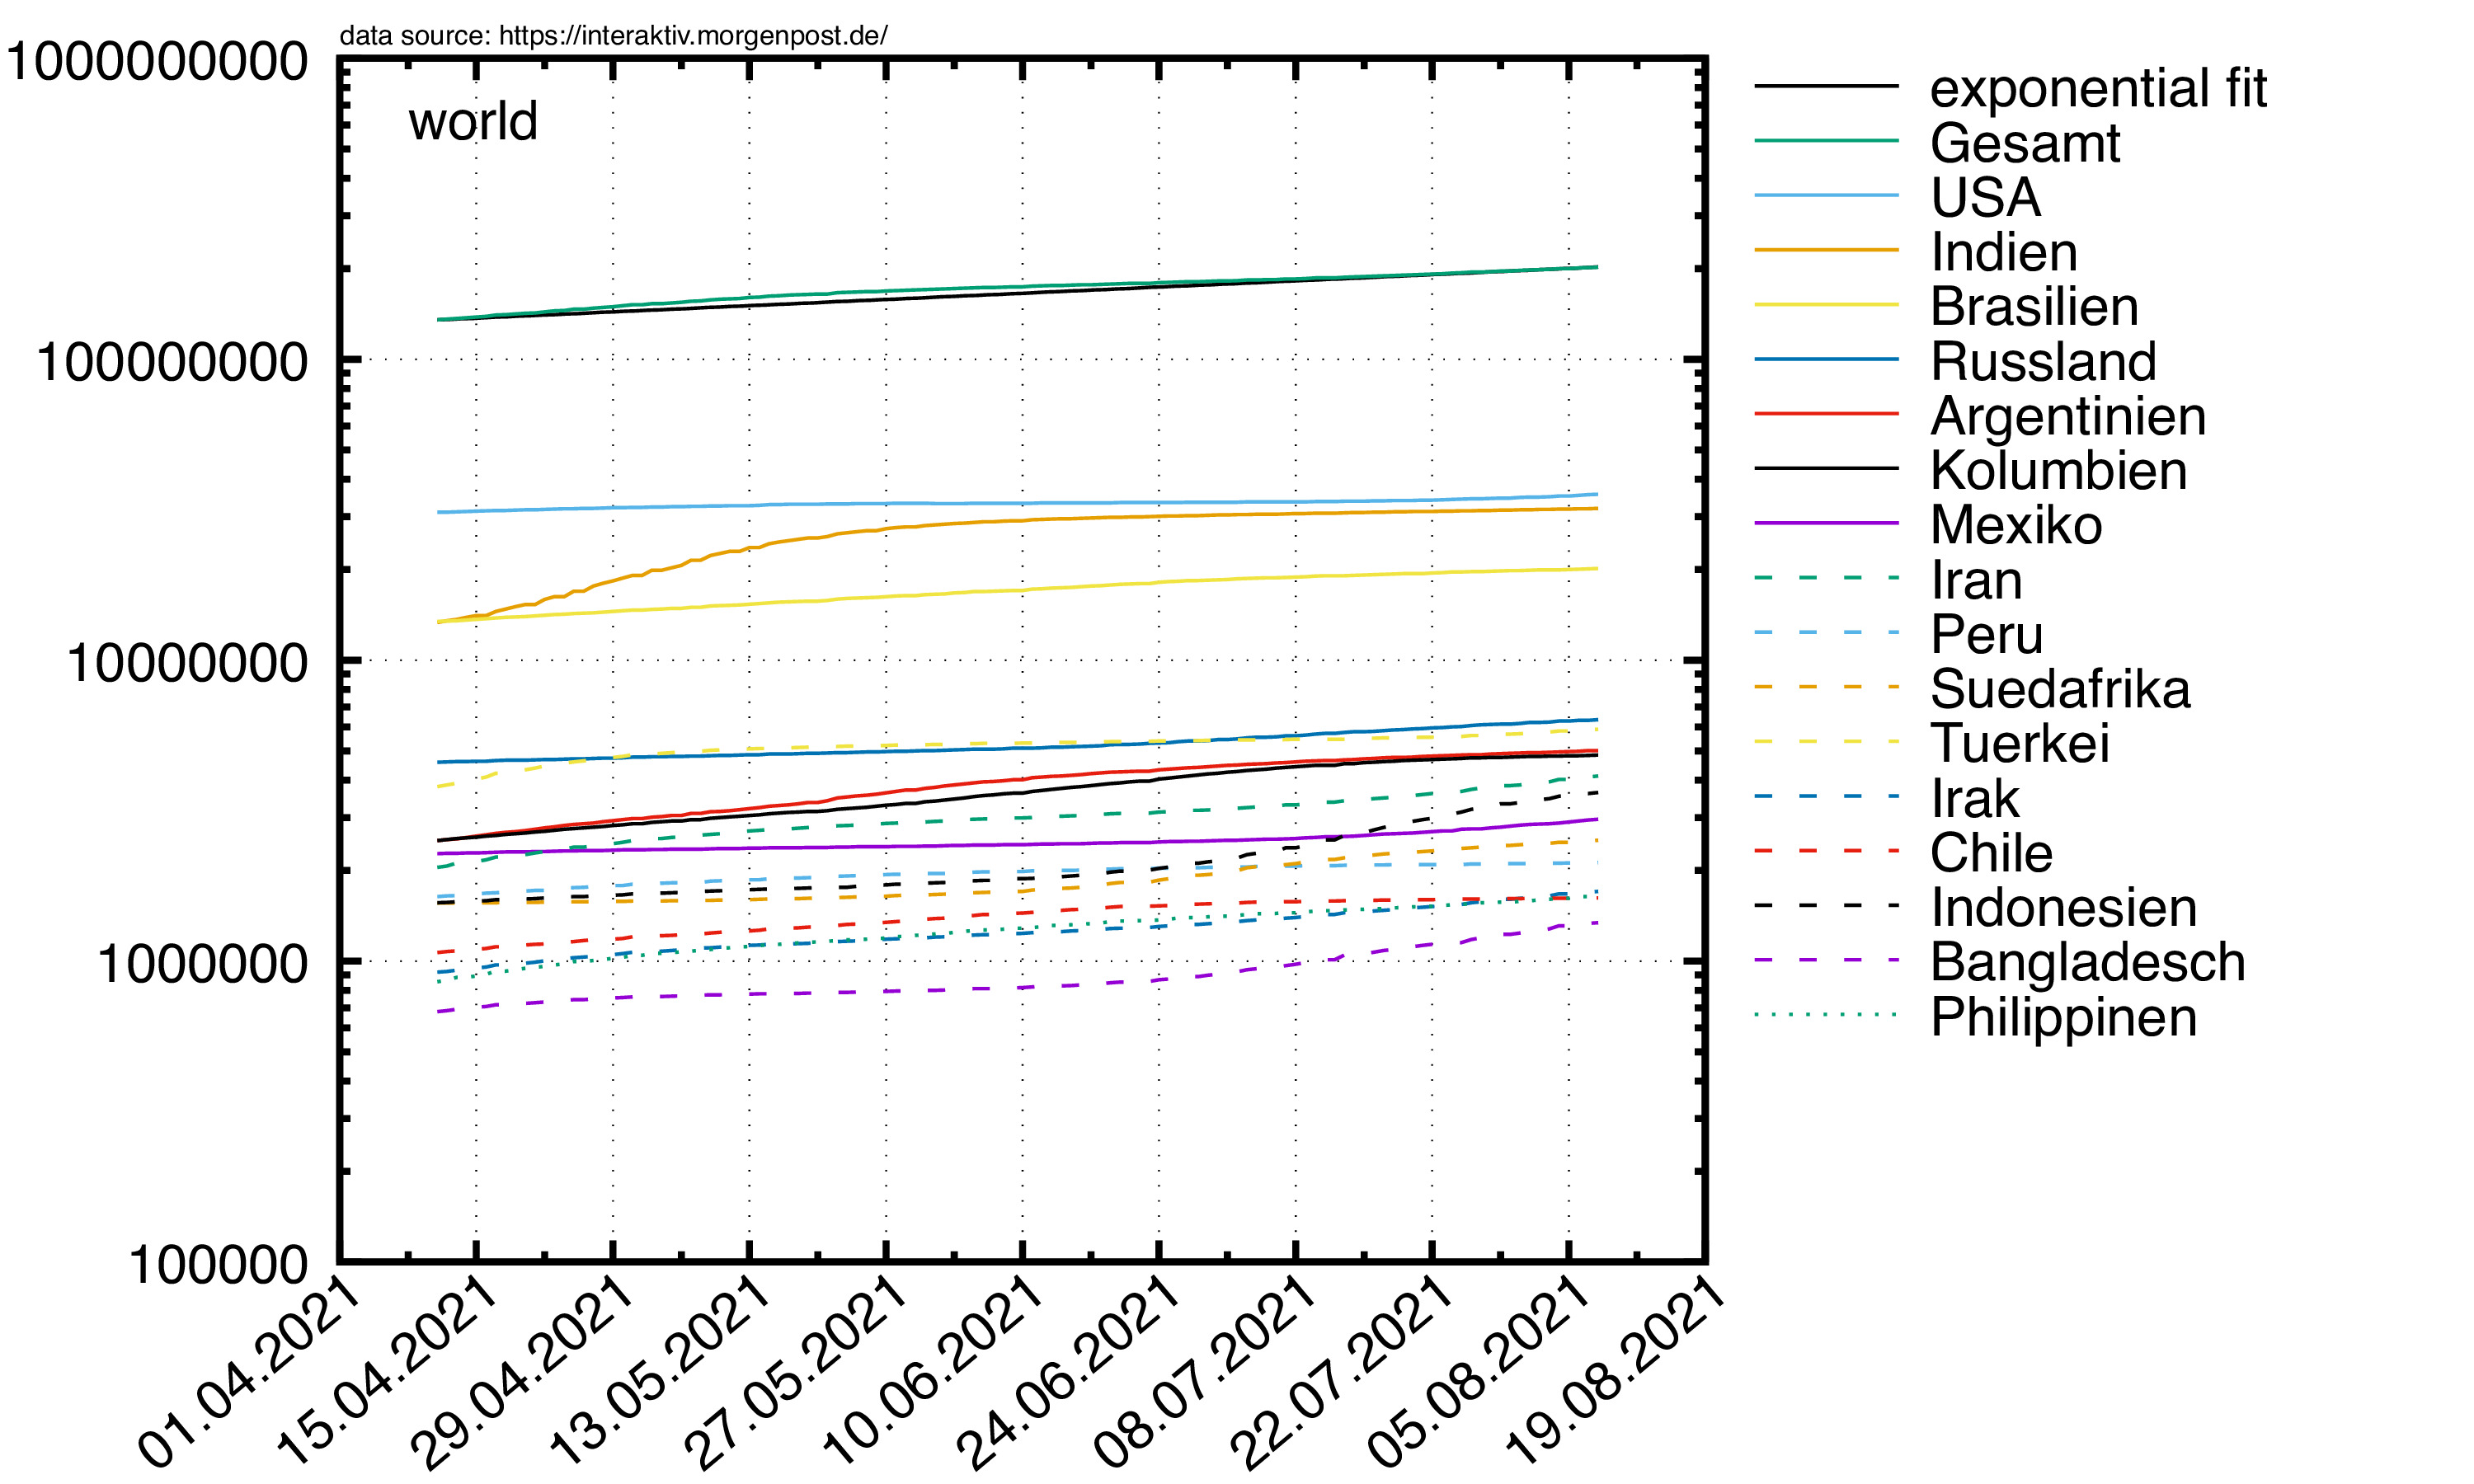 data source: https://interaktiv.morgenpost.de/
world
1000000000
100000000
10000000
1000000
100000
01.04.2021
15.04.2021
29.04.2021
13.05.2021
27.05.2021
10.06.2021
24.06.2021
08.07.2021
22.07.2021
05.08.2021
19.08.2021
exponential fit
Gesamt
USA
Indien
Brasilien
Russland
Argentinien
Kolumbien
Mexiko
Iran
Peru
Suedafrika
Tuerkei
Irak
Chile
Indonesien
Bangladesch
Philippinen